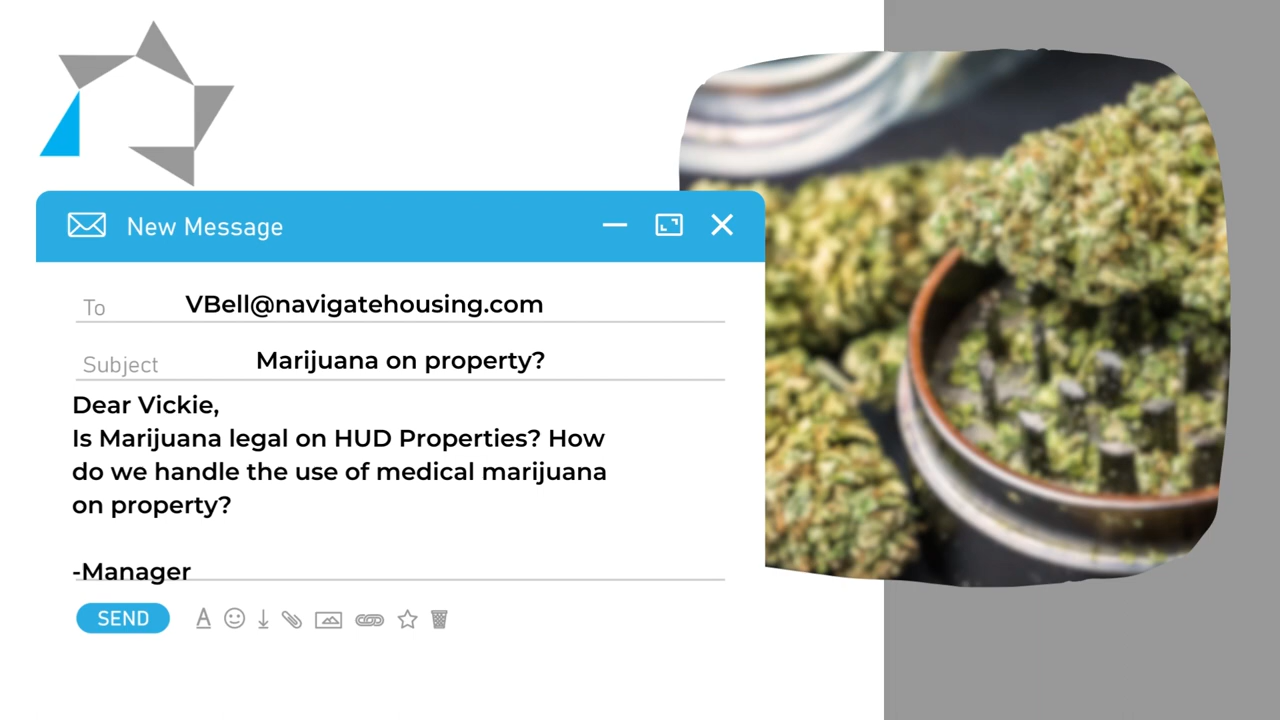 New Message
To VBell@navigatehousing.com
Subject Marijuana on property?
Dear Vickie,
Is Marijuana legal on HUD Properties? How
do we handle the use of medical marijuana
on property?
-Manager
SEND A